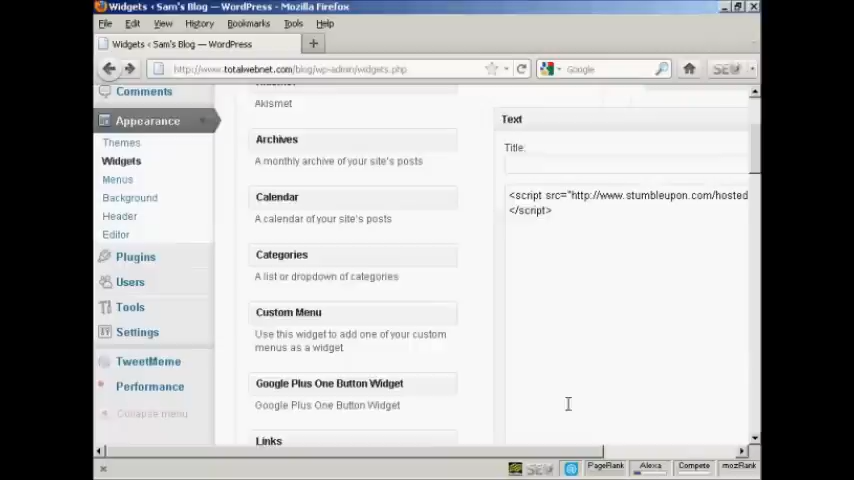 Widgets ‹ Sam's Blog — WordPress - Mozilla Firefox
File Edit View History Bookmarks Tools Help
Widgets ‹ Sam's Blog — WordPress
http://www.totalwebnet.com/blog/wp-admin/widgets.php
Google
SEO
Comments
Appearance
Themes
Widgets
Menus
Background
Header
Editor
Plugins
Users
Tools
Settings
TweetMeme
Performance
Collapse menu
Akismet
Archives
A monthly archive of your site's posts
Calendar
A calendar of your site's posts
Categories
A list or dropdown of categories
Custom Menu
Use this widget to add one of your custom
menus as a widget
Google Plus One Button Widget
Google Plus One Button Widget
Links
Text
Title:
<script src="http://www.stumbleupon.com/hosted
</script>
SEO PageRank Alexa Compete mozRank